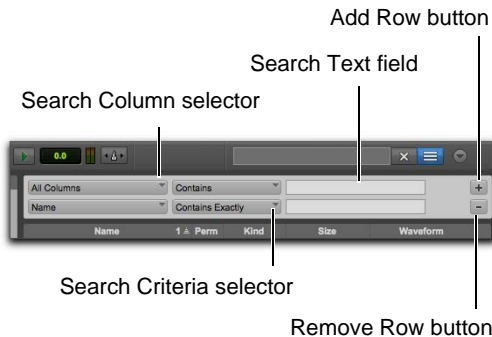 Add Row button
Search Text field
Search Column selector
0.0
All Columns Contains
Name Contains Exactly
Name 1 Perm Kind Size Waveform
Search Criteria selector
Remove Row button